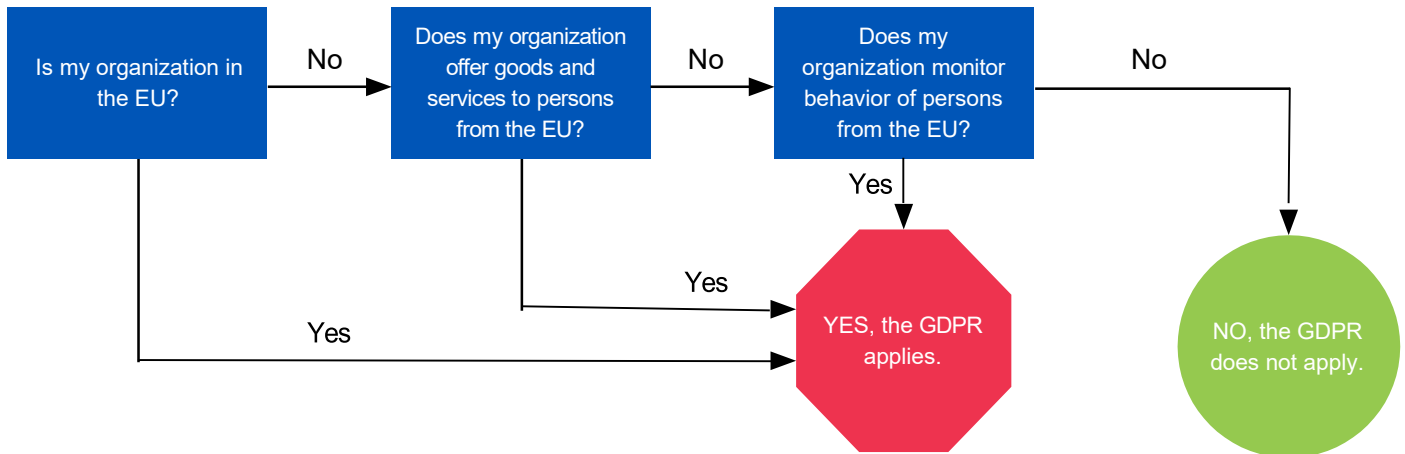 Is my organization in
the EU?
No
Does my organization
offer goods and
services to persons
from the EU?
No
Does my
organization monitor
behavior of persons
from the EU?
No
Yes
Yes
Yes
YES, the GDPR
applies.
NO, the GDPR
does not apply.